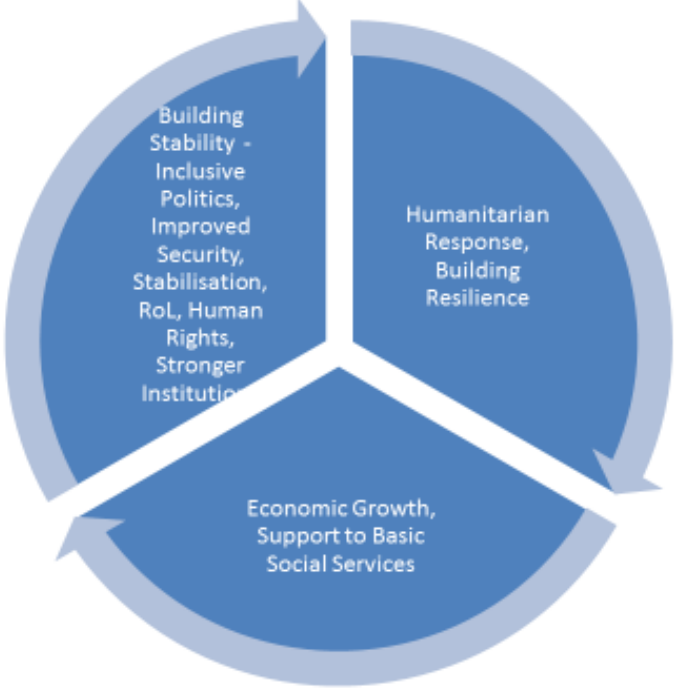 Building
Stability -
Inclusive
Politics,
Improved
Security,
Stabilisation,
RoL, Human
Rights,
Stronger
Humanitarian
Response,
Building
Resilience
Economic Growth,
Support to Basic
Social Services